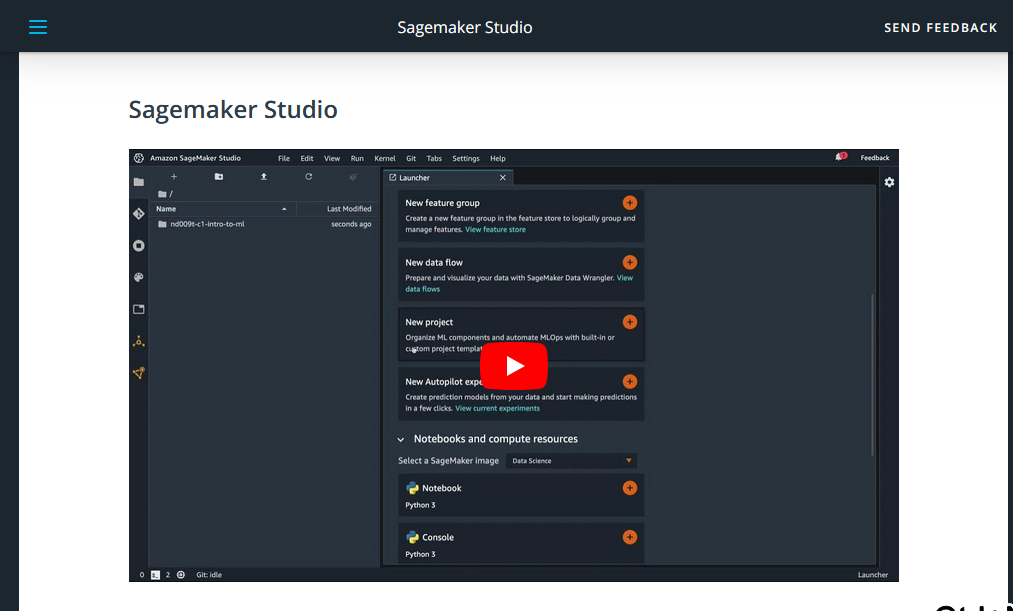 Sagemaker Studio
SEND FEEDBACK
Sagemaker Studio
Amazon SageMaker Studio File Edit View Run Kernel Git Tabs Settings Help
1 Feedback
Launcher
/
Name Last Modified
nd009t-c1-intro-to-ml seconds ago
New feature group
Create a new feature group in the feature store to logically group and
manage features. View feature store
New data flow
Prepare and visualize your data with SageMaker Data Wrangler. View
data flows
New project
Organize ML components and automate MLOps with built-in or
custom project
New Autopilot
Create prediction models from your data and start making predictions
in a few clicks. View current experiments
Notebooks and compute resources
Select a SageMaker image Data Science
Notebook
Python 3
Console
Python 3
0 2 Git: idle
Launcher